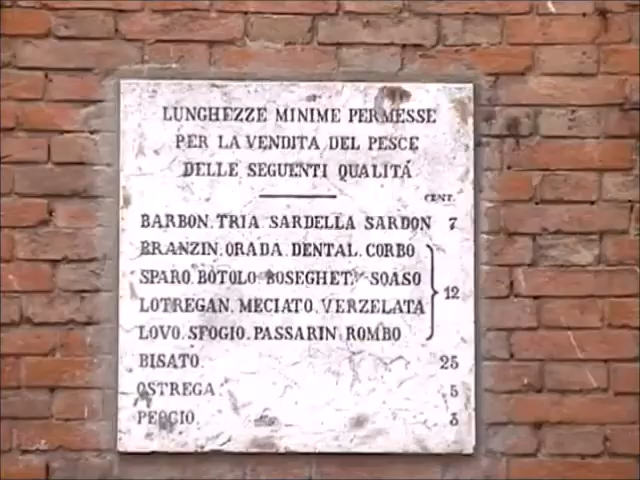 LUNGHEZZE MINIME PERMESSE
PER LA VENDITA DEL PESCE
DELLE SEGUENTI QUALITÁ
CENT.
BARBON. TRIA. SARDELLA. SARDON 7
BRANZIN. ORADA. DENTAL. CORBO
SPARO. BOTOLO. BOSEGHET. SOASO
LOTREGAN. MECIATO. VERZELATA 12
LOVO. SFOGIO. PASSARIN. ROMBO.
BISATO. 25
OSTREGA 5
PEOCIO 3